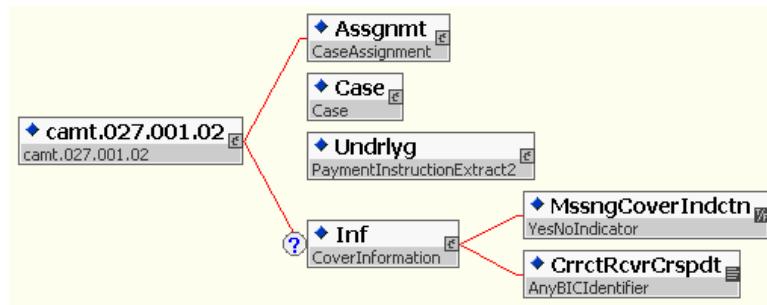 Assgnmt
CaseAssignment
Case
Case
camt.027.001.02
camt.027.001.02
Undrlyg
PaymentInstructionExtract2
MssngCoverIndctn
YesNoIndicator
?
Inf
CoverInformation
CrrctRcvrCrspdt
AnyBICIdentifier